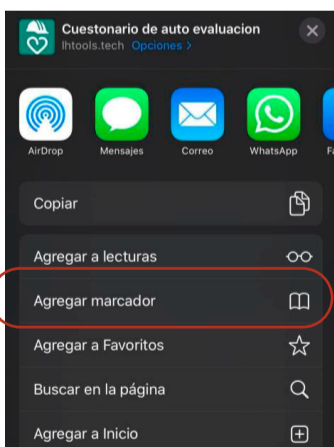 Cuestionario de auto evaluacion
lhtools.tech Opciones >
AirDrop
Mensajes
Correo
WhatsApp
Fa
Copiar
Agregar a lecturas
Agregar marcador
Agregar a Favoritos
Buscar en la página
Agregar a Inicio